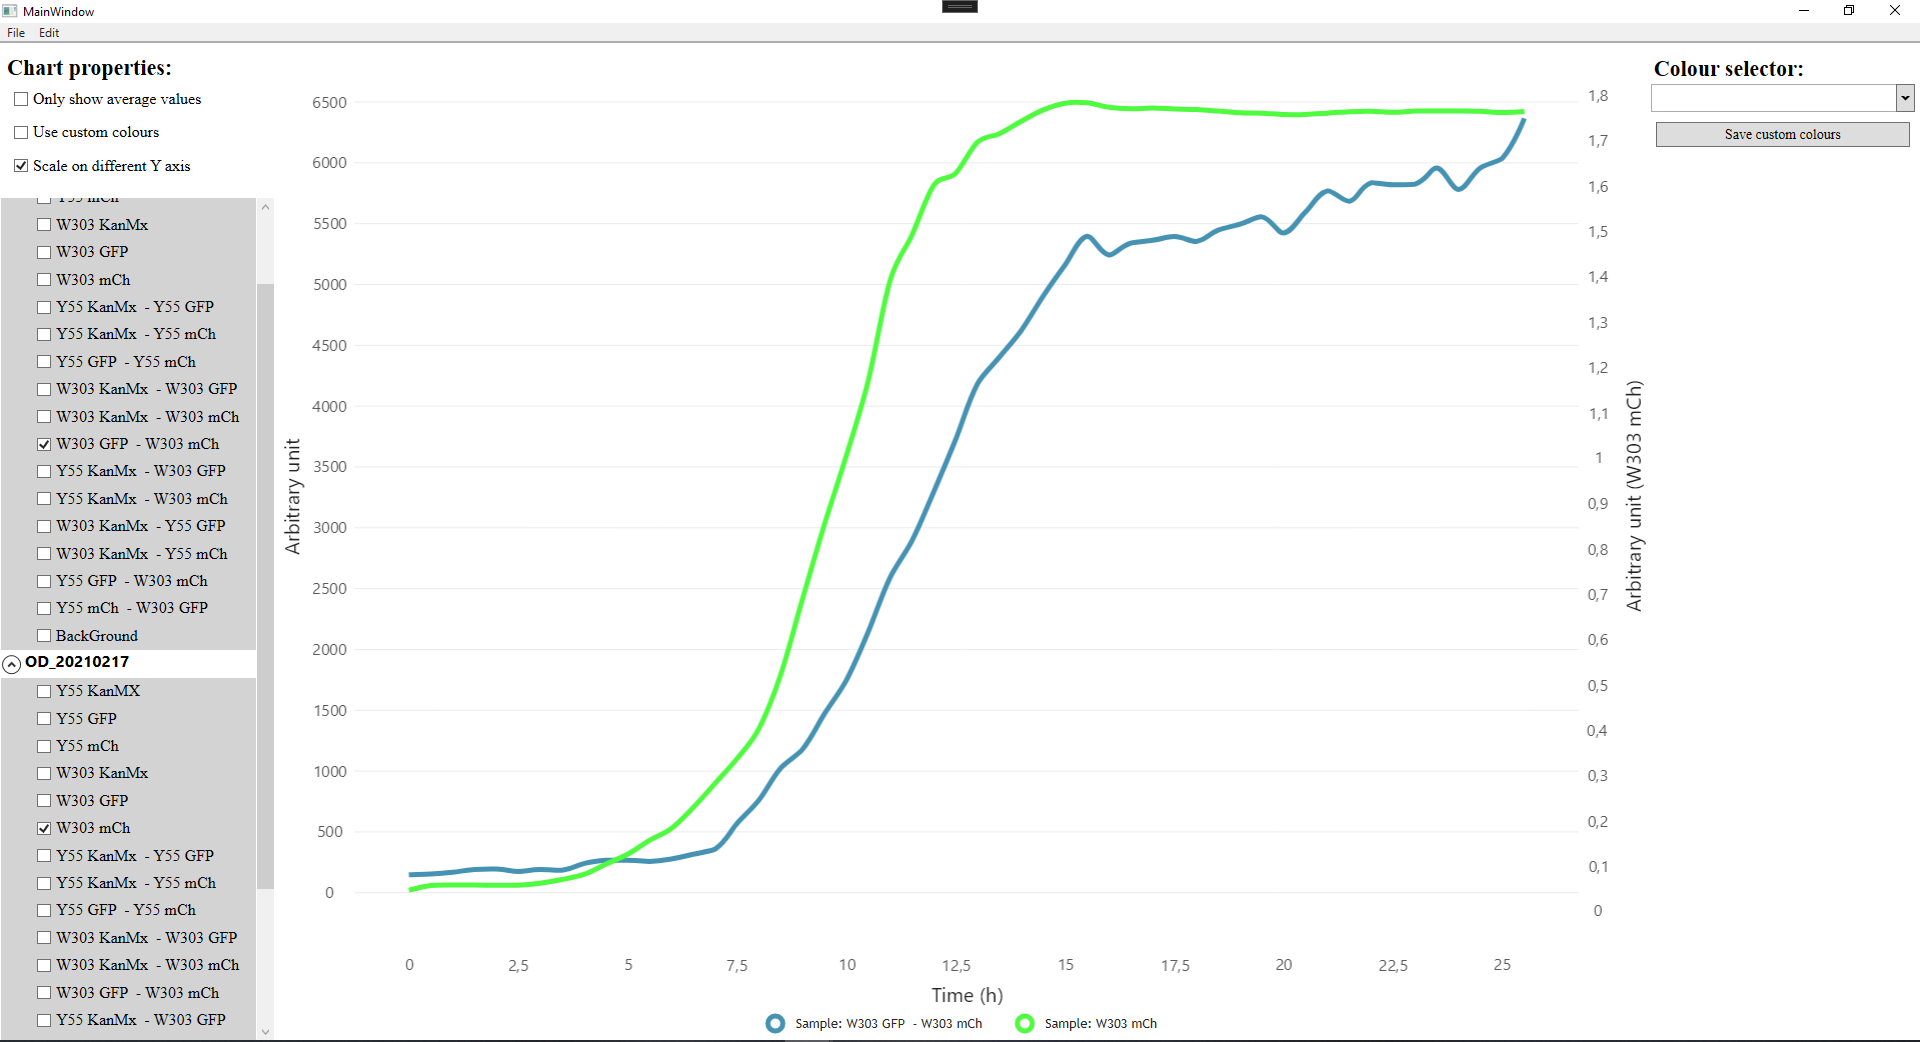 MainWindow
File Edit
Chart properties:
Only show average values
Use custom colours
Scale on different Y axis
Y55 mCh
W303 KanMx
W303 GFP
W303 mCh
Y55 KanMx - Y55 GFP
Y55 KanMx - Y55 mCh
Y55 GFP - Y55 mCh
W303 KanMx - W303 GFP
W303 KanMx - W303 mCh
W303 GFP - W303 mCh
Y55 KanMx - W303 GFP
Y55 KanMx - W303 mCh
W303 KanMx - Y55 GFP
W303 KanMx - Y55 mCh
Y55 GFP - W303 mCh
Y55 mCh - W303 GFP
BackGround
OD_20210217
Y55 KanMX
Y55 GFP
Y55 mCh
W303 KanMx
W303 GFP
W303 mCh
Y55 KanMx - Y55 GFP
Y55 KanMx - Y55 mCh
Y55 GFP - Y55 mCh
W303 KanMx - W303 GFP
W303 KanMx - W303 mCh
W303 GFP - W303 mCh
Y55 KanMx - W303 GFP
Arbitrary unit
6500
6000
5500
5000
4500
4000
3500
3000
2500
2000
1500
1000
500
0
0 2,5 5 7,5 10 12,5 15 17,5 20 22,5 25
Time (h)
Sample: W303 GFP - W303 mCh Sample: W303 mCh
1,8
1,7
1,6
1,5
1,4
1,3
1,2
1,1
1
0,9
0,8
0,7
0,6
0,5
0,4
0,3
0,2
0,1
0
Arbitrary unit (W303 mCh)
Colour selector:
Save custom colours